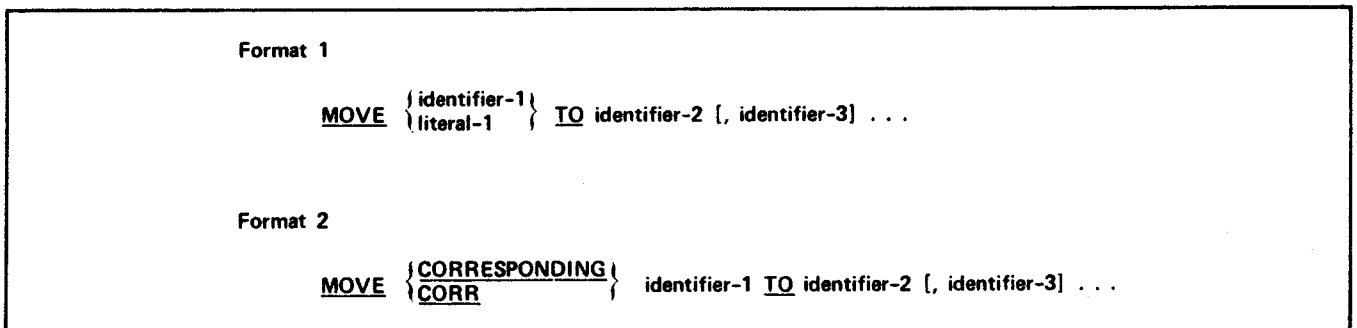 Format 1
MOVE {identifier-1 literal-1} TO identifier-2 [, identifier-3] . . .
Format 2
MOVE {CORRESPONDING CORR} identifier-1 TO identifier-2 [, identifier-3] . . .